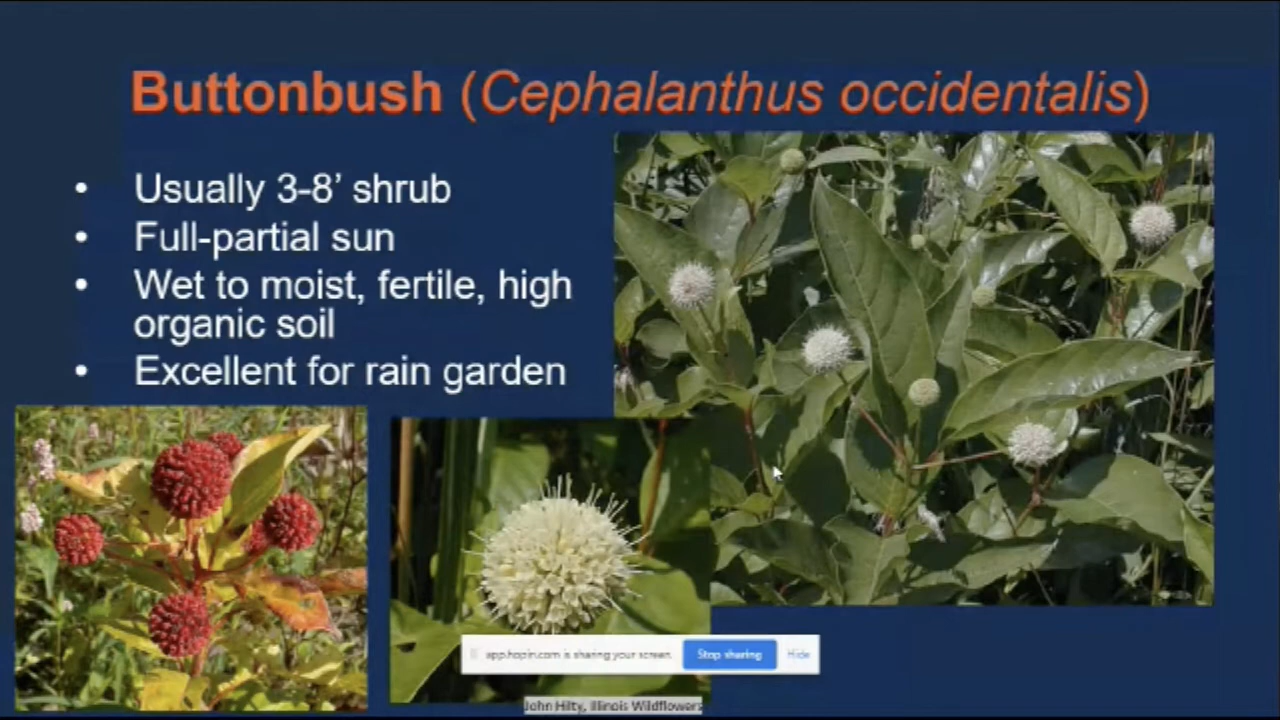 Buttonbush (Cephalanthus occidentalis)
• Usually 3-8’ shrub
• Full-partial sun
• Wet to moist, fertile, high
organic soil
• Excellent for rain garden
app.hopin.com is sharing your screen.
Stop sharing
Hide
John Hilty, Illinois Wildflowers